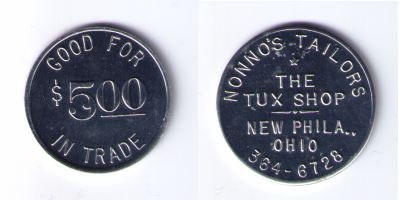 GOOD FOR
$5.00
IN TRADE
NONNO'S TAILORS
THE
TUX SHOP
NEW PHILA.,
OHIO
364-6728